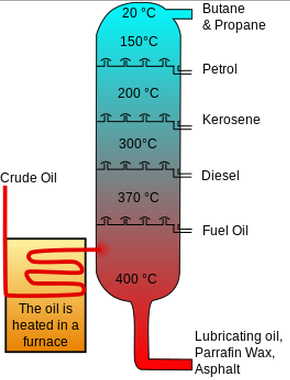 20 °C
Butane
& Propane
150°C
Petrol
200 °C
Kerosene
300°C
Diesel
370 °C
Fuel Oil
Crude Oil
400 °C
The oil is
heated in a
furnace
Lubricating oil,
Parrafin Wax,
Asphalt